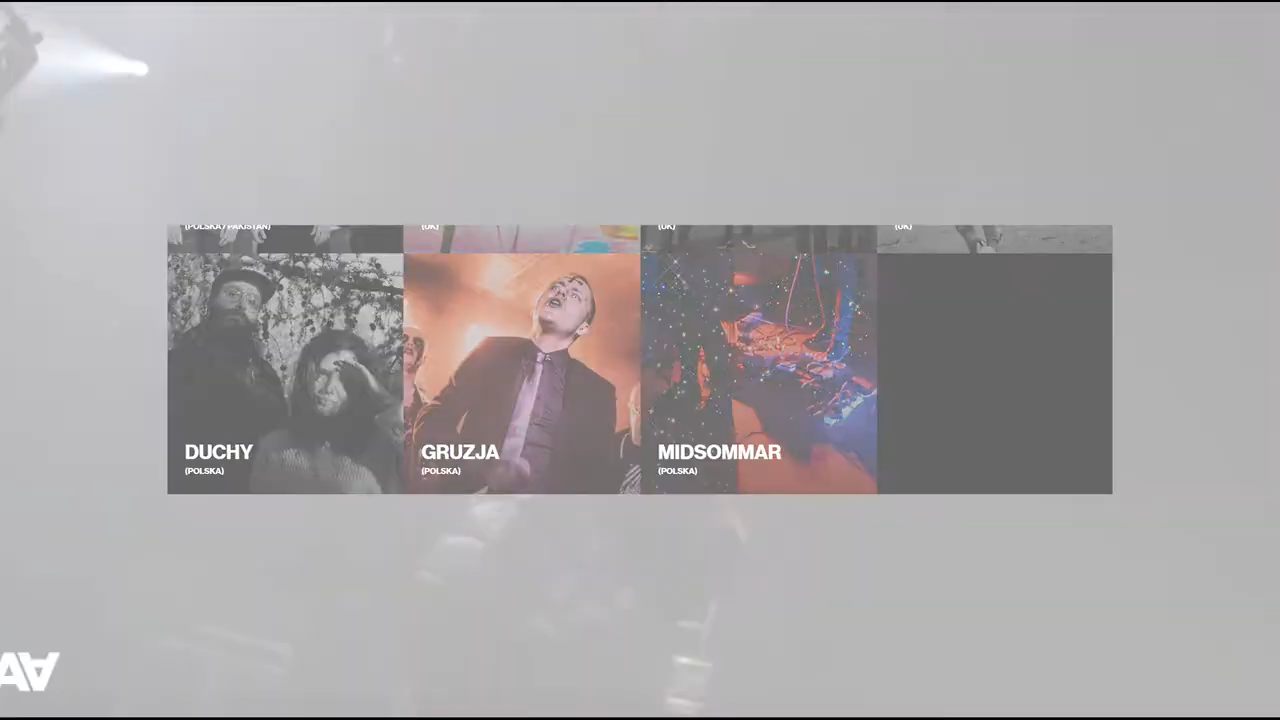 (POLSKA / PAKISTAN)
(UK)
(UK)
(UK)
DUCHY
(POLSKA)
GRUZJA
(POLSKA)
MIDSOMMAR
(POLSKA)